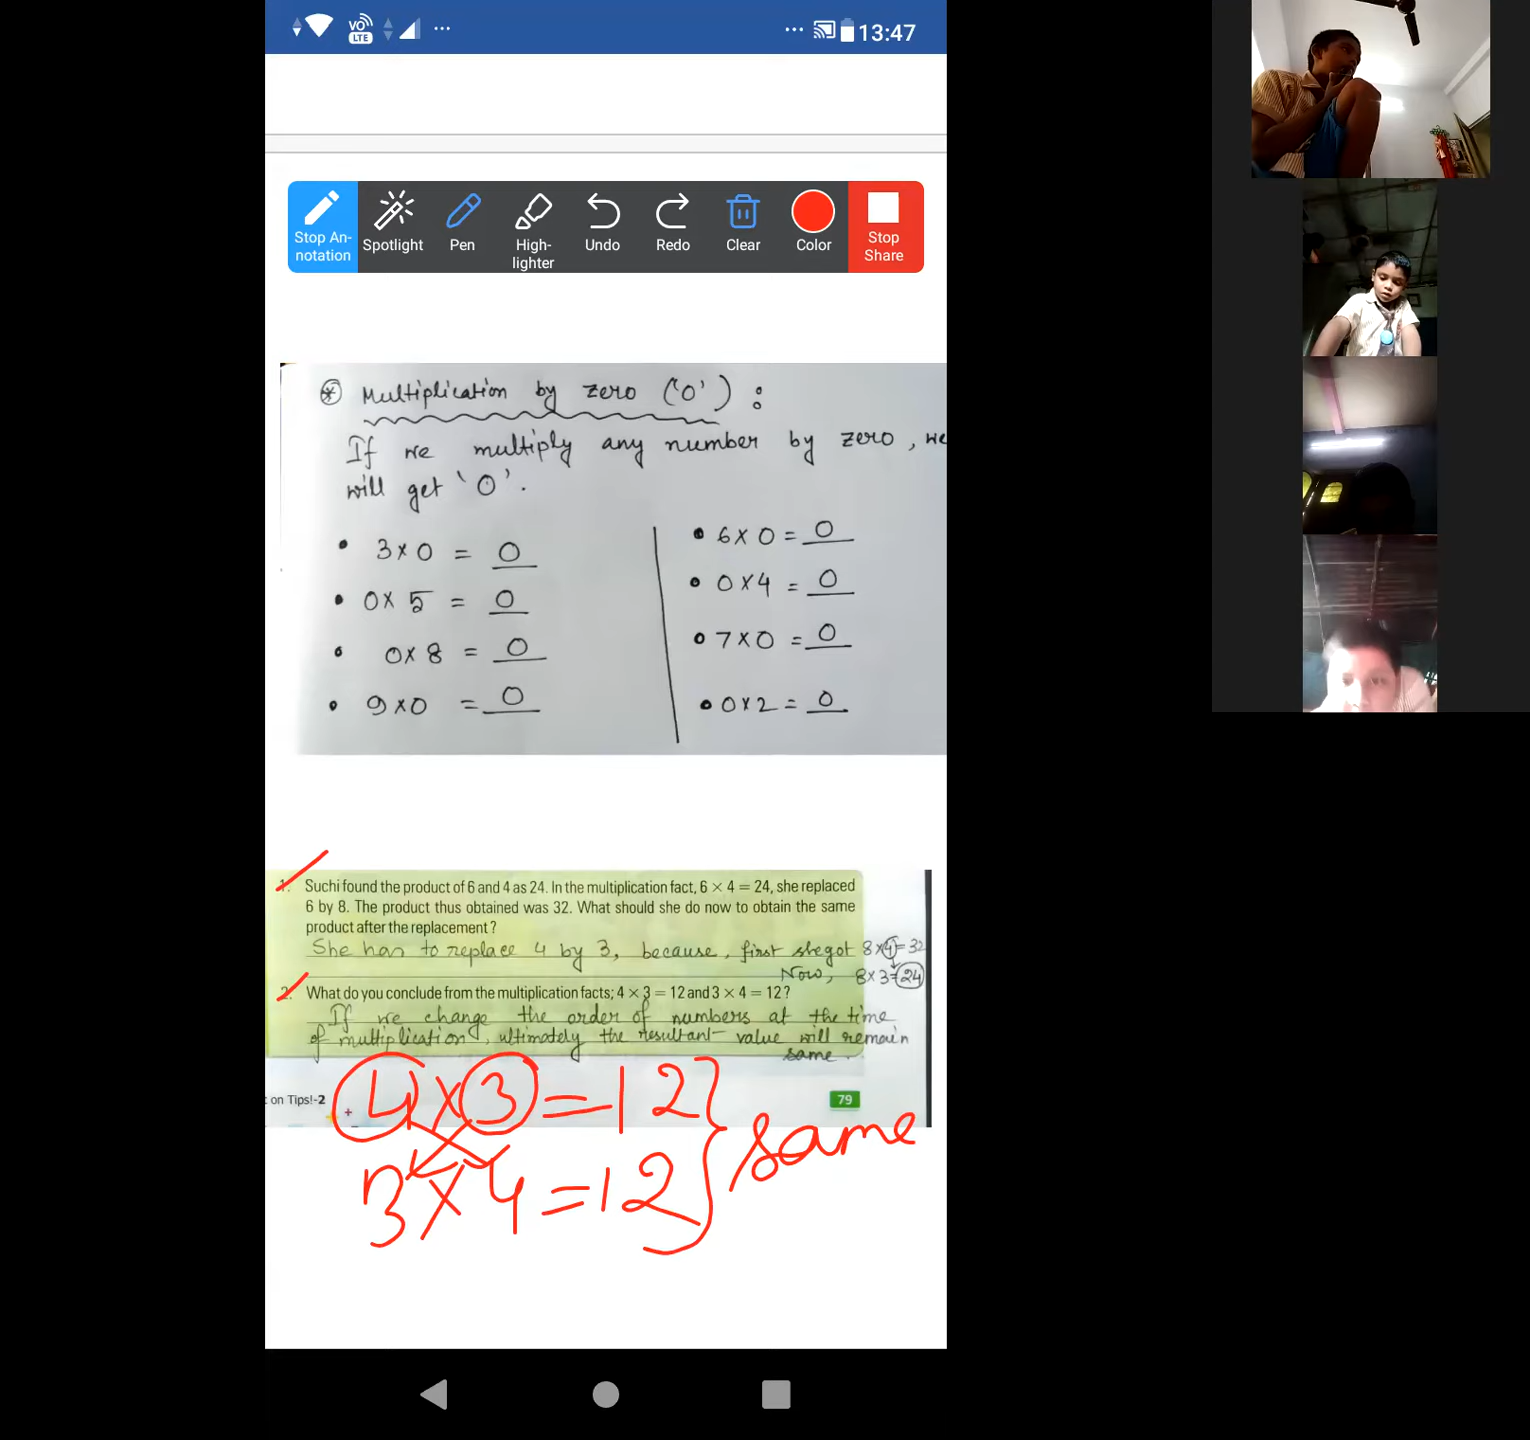 VO LTE
13:47
Stop An-
notation
Spotlight
Pen
High-
lighter
Undo
Redo
Clear
Color
Stop
Share
Multiplication by zero ('0') :
If we multiply any number by zero, we
will get '0'.
3 × 0 = 0
0 × 5 = 0
0 × 8 = 0
9 × 0 = 0
6 × 0 = 0
0 × 4 = 0
7 × 0 = 0
0 × 2 = 0
1. Suchi found the product of 6 and 4 as 24. In the multiplication fact, 6 × 4 = 24, she replaced
6 by 8. The product thus obtained was 32. What should she do now to obtain the same
product after the replacement?
She has to replace 4 by 3, because, first she got 8×4=32
Now, 8×3=24
2. What do you conclude from the multiplication facts; 4 × 3 = 12 and 3 × 4 = 12?
If we change the order of numbers at the time
of multiplication, ultimately the resultant value will remain
same.
on Tips!-2
79
4×3=12
3×4=12
same